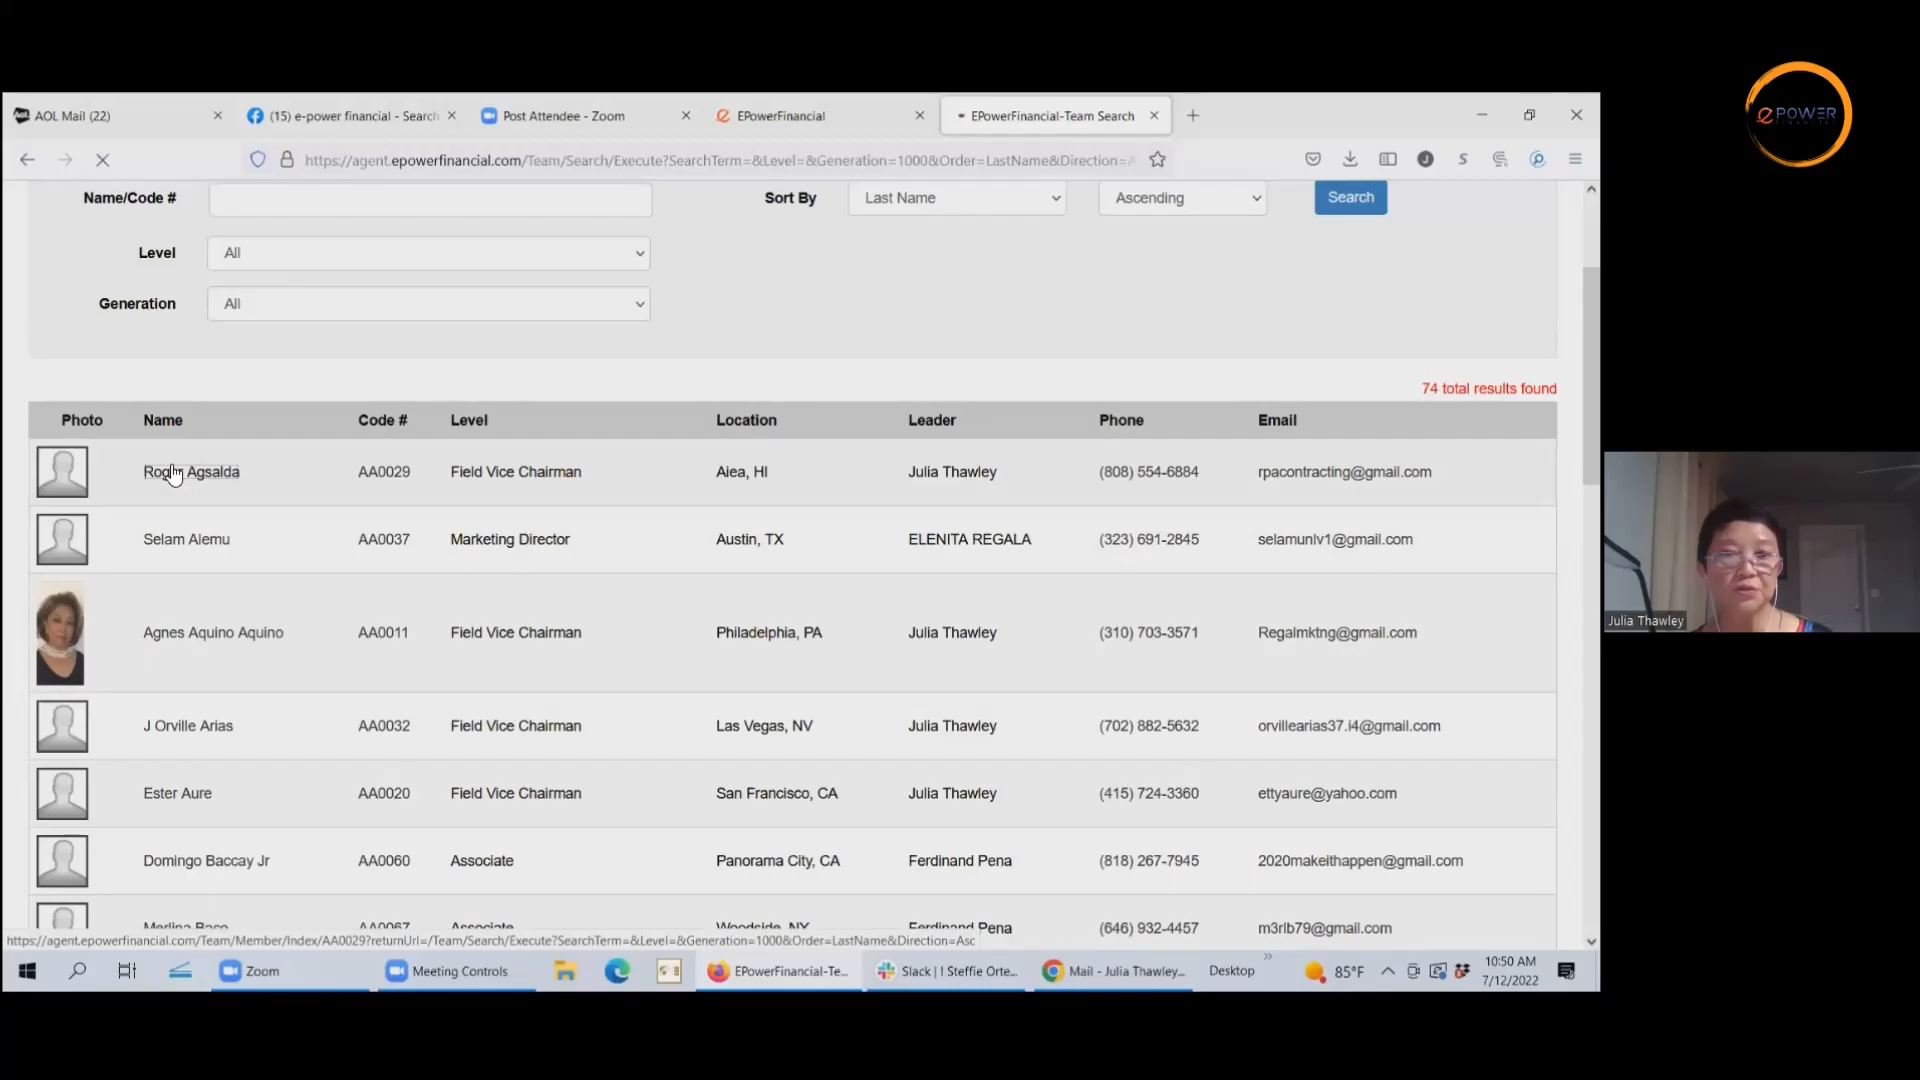 AOL Mail (22)
(15) e-power financial - Search
Post Attendee - Zoom
EPowerFinancial
EPowerFinancial-Team Search
ePOWER
FINANCIAL
https://agent.epowerfinancial.com/Team/Search/Execute?SearchTerm=&Level=&Generation=1000&Order=LastName&Direction=A
Name/Code #
Sort By
Last Name
Ascending
Search
Level
All
Generation
All
74 total results found
Photo Name Code # Level Location Leader Phone Email
Agsalda AA0029 Field Vice Chairman Aiea, HI Julia Thawley (808) 554-6884 rpacontracting@gmail.com
Selam Alemu AA0037 Marketing Director Austin, TX ELENITA REGALA (323) 691-2845 selamunlv1@gmail.com
Agnes Aquino Aquino AA0011 Field Vice Chairman Philadelphia, PA Julia Thawley (310) 703-3571 Regalmktng@gmail.com
J Orville Arias AA0032 Field Vice Chairman Las Vegas, NV Julia Thawley (702) 882-5632 orvillearias37.i4@gmail.com
Ester Aure AA0020 Field Vice Chairman San Francisco, CA Julia Thawley (415) 724-3360 ettyaure@yahoo.com
Domingo Baccay Jr AA0060 Associate Panorama City, CA Ferdinand Pena (818) 267-7945 2020makeithappen@gmail.com
Merlina Baco AA0067 Associate Woodside, NY Ferdinand Pena (646) 932-4457 m3rlb79@gmail.com
https://agent.epowerfinancial.com/Team/Member/Index/AA0029?returnUrl=/Team/Search/Execute?SearchTerm=&Level=&Generation=1000&Order=LastName&Direction=Asc
Zoom
Meeting Controls
EPowerFinancial-Te...
Slack | ! Steffie Orte...
Mail - Julia Thawley...
Desktop
85°F
10:50 AM
7/12/2022
Julia Thawley